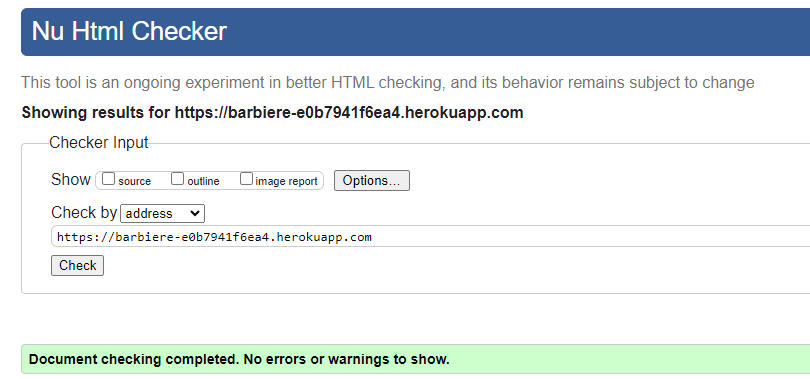 Nu Html Checker
This tool is an ongoing experiment in better HTML checking, and its behavior remains subject to change
Showing results for https://barbiere-e0b7941f6ea4.herokuapp.com
Checker Input
Show source outline image report Options...
Check by address
https://barbiere-e0b7941f6ea4.herokuapp.com
Check
Document checking completed. No errors or warnings to show.